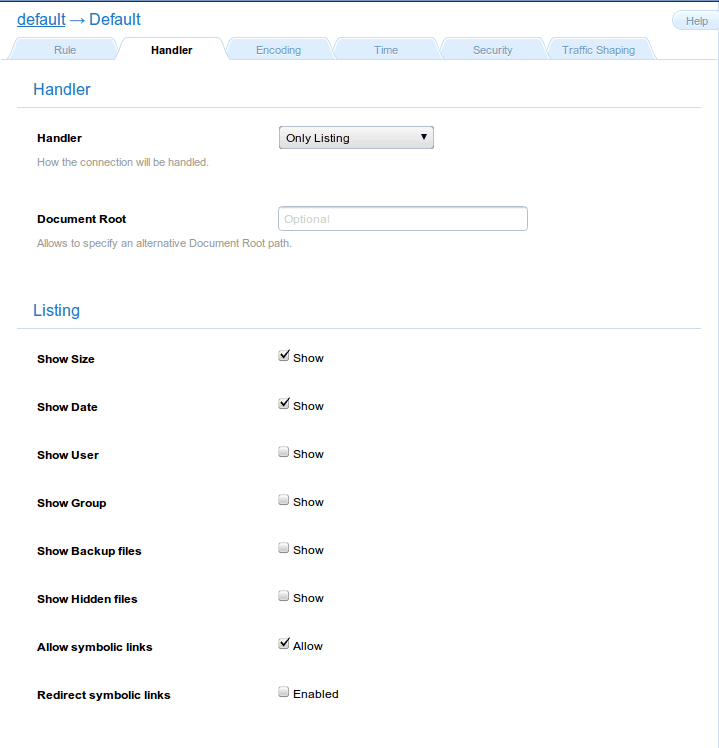 default → Default
Help
Rule Handler Encoding Time Security Traffic Shaping
Handler
Handler Only Listing
How the connection will be handled.
Document Root Optional
Allows to specify an alternative Document Root path.
Listing
Show Size Show
Show Date Show
Show User Show
Show Group Show
Show Backup files Show
Show Hidden files Show
Allow symbolic links Allow
Redirect symbolic links Enabled